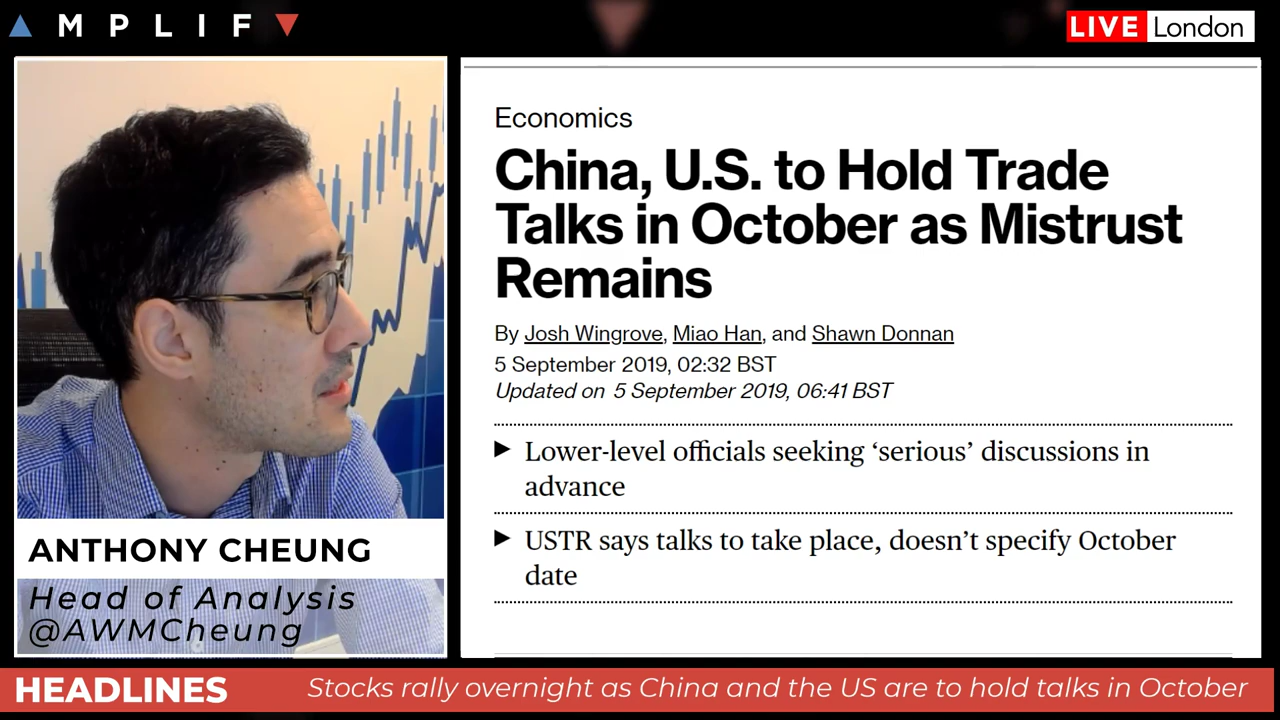 AMPLIFY
LIVE London
Economics
China, U.S. to Hold Trade
Talks in October as Mistrust
Remains
By Josh Wingrove, Miao Han, and Shawn Donnan
5 September 2019, 02:32 BST
Updated on 5 September 2019, 06:41 BST
Lower-level officials seeking ‘serious’ discussions in
advance
USTR says talks to take place, doesn’t specify October
date
ANTHONY CHEUNG
Head of Analysis
@AWMCheung
HEADLINES
Stocks rally overnight as China and the US are to hold talks in October